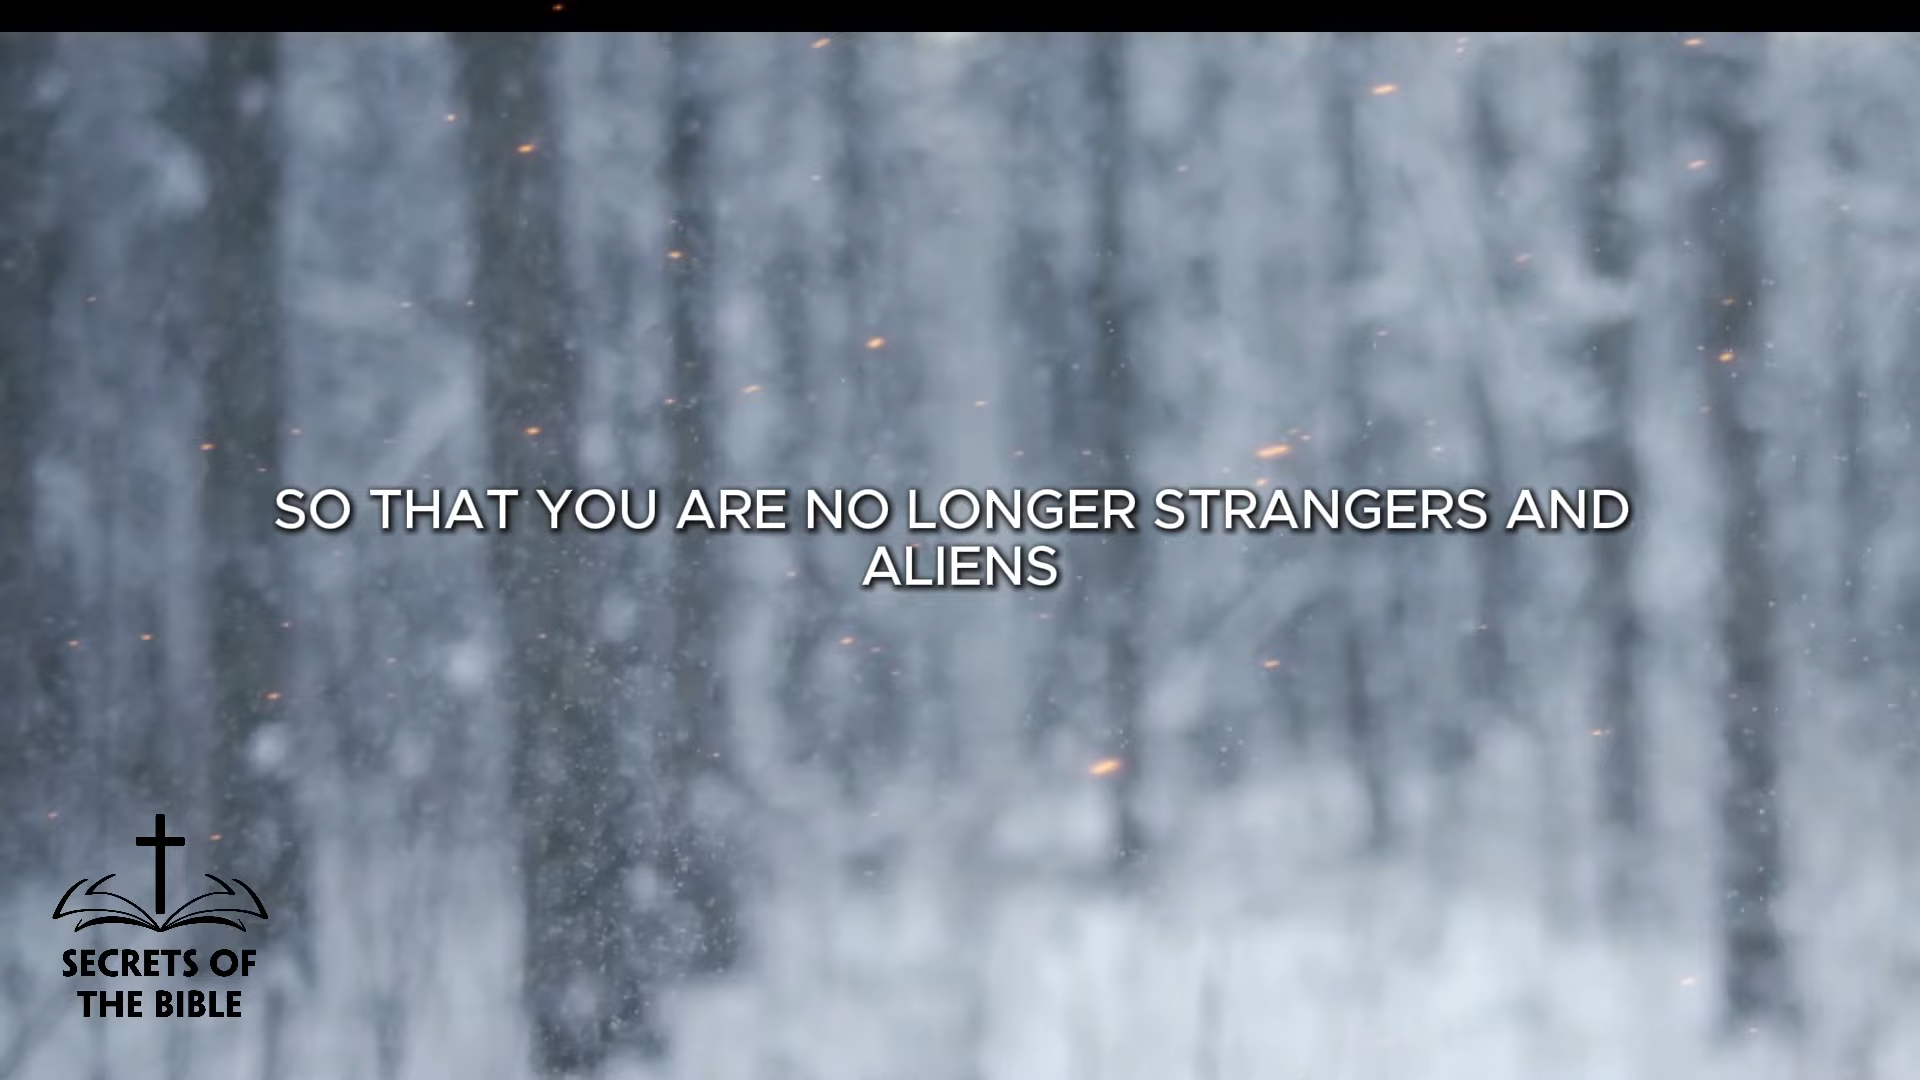 SO THAT YOU ARE NO LONGER STRANGERS AND
ALIENS
SECRETS OF
THE BIBLE